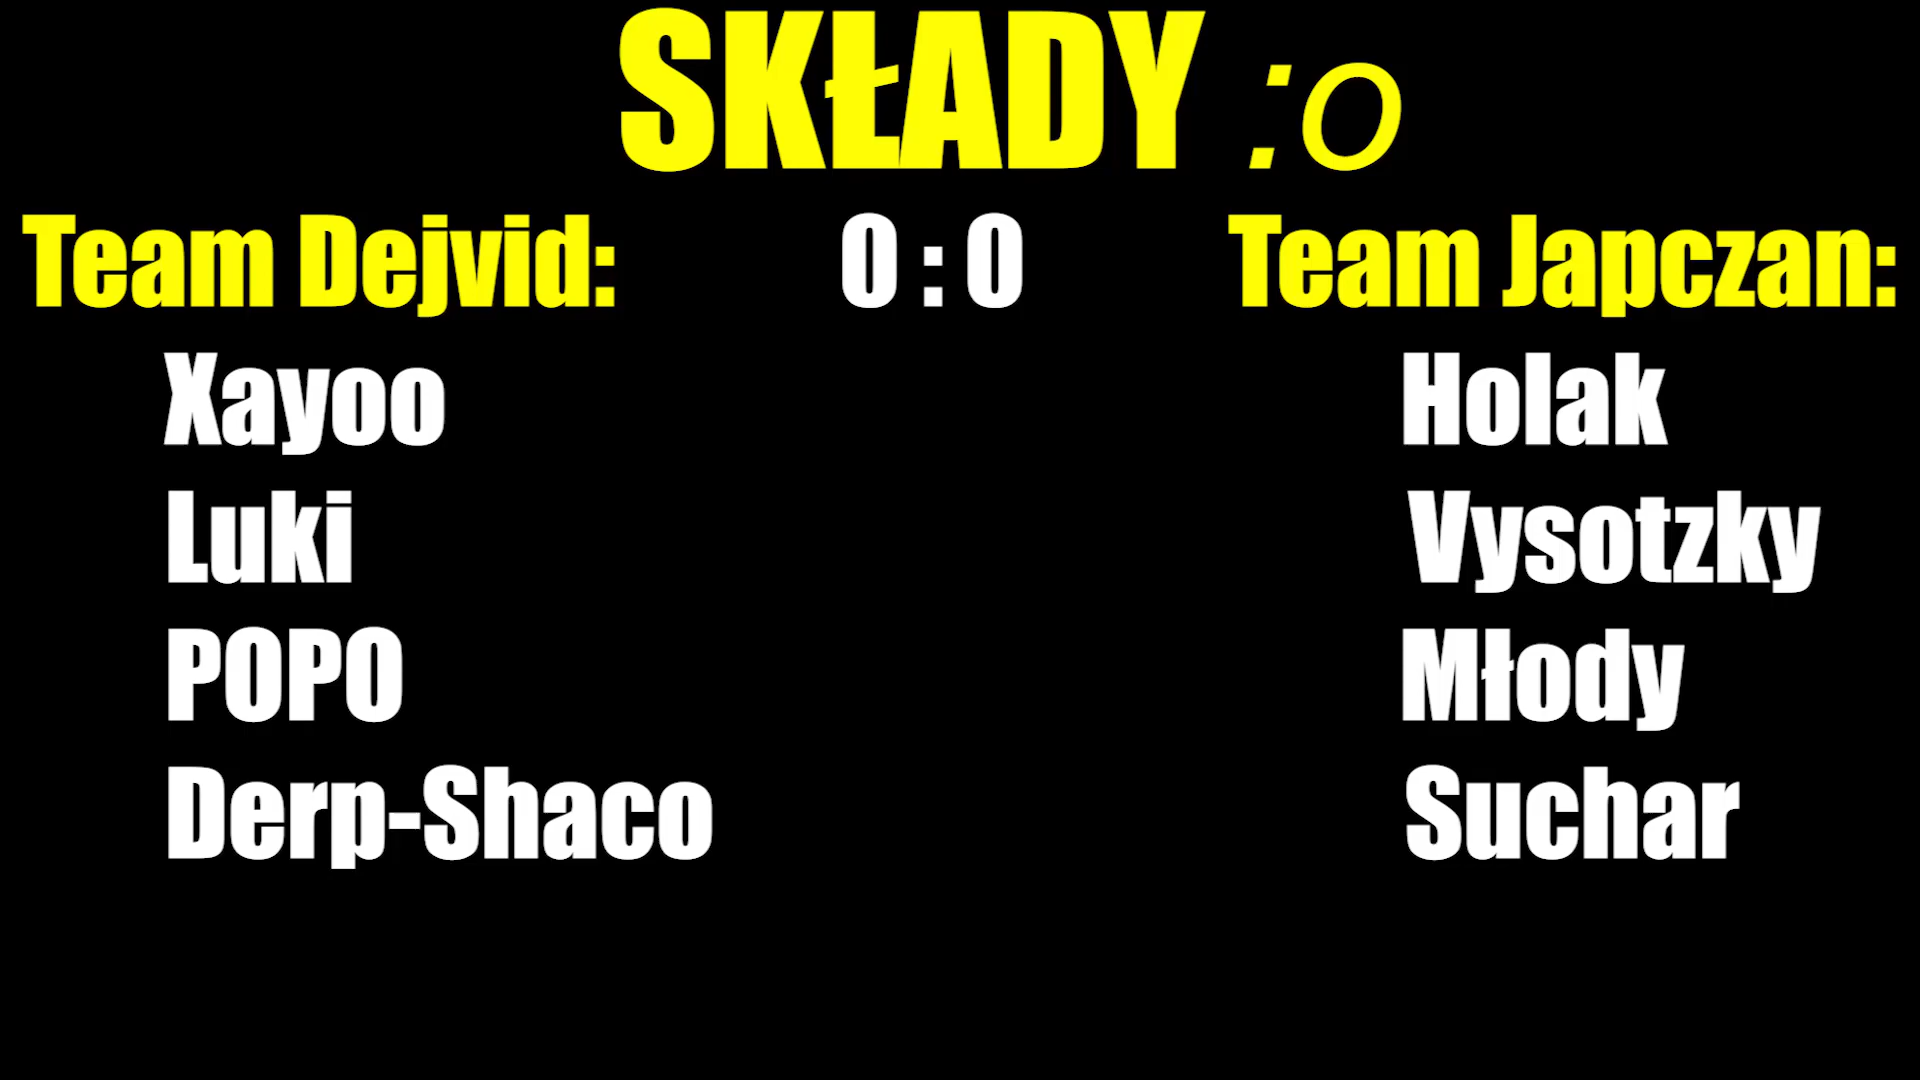 SKŁADY :o
Team Dejvid: 0 : 0 Team Japczan:
Xayoo Holak
Luki Vysotzky
POPO Młody
Derp-Shaco Suchar